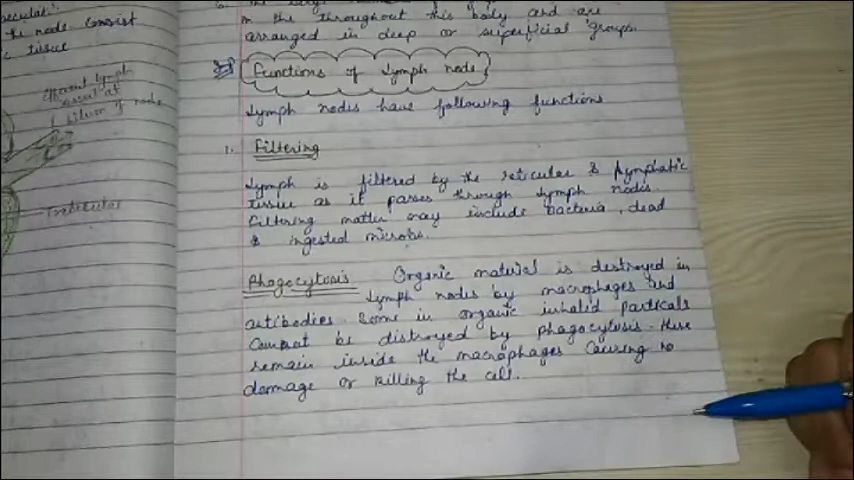 the node consist
tissue
Efferent lymph
vessel at
hilum of node
Trabeculae
in the throughout this body and are
arranged in deep or superficial groups.
Functions of lymph node
Lymph nodes have following functions
1. Filtering
Lymph is filtered by the reticular & lymphatic
tissue as it passes through lymph nodes.
Filtering matter may include bacteria, dead
& ingested microbs.
Phagocytosis Organic material is destroyed in
lymph nodes by macrophages and
antibodies. Some in organic inhaled particals
cannot be distroyed by phagocytosis. These
remain inside the macrophages causing no
damage or killing the cell.